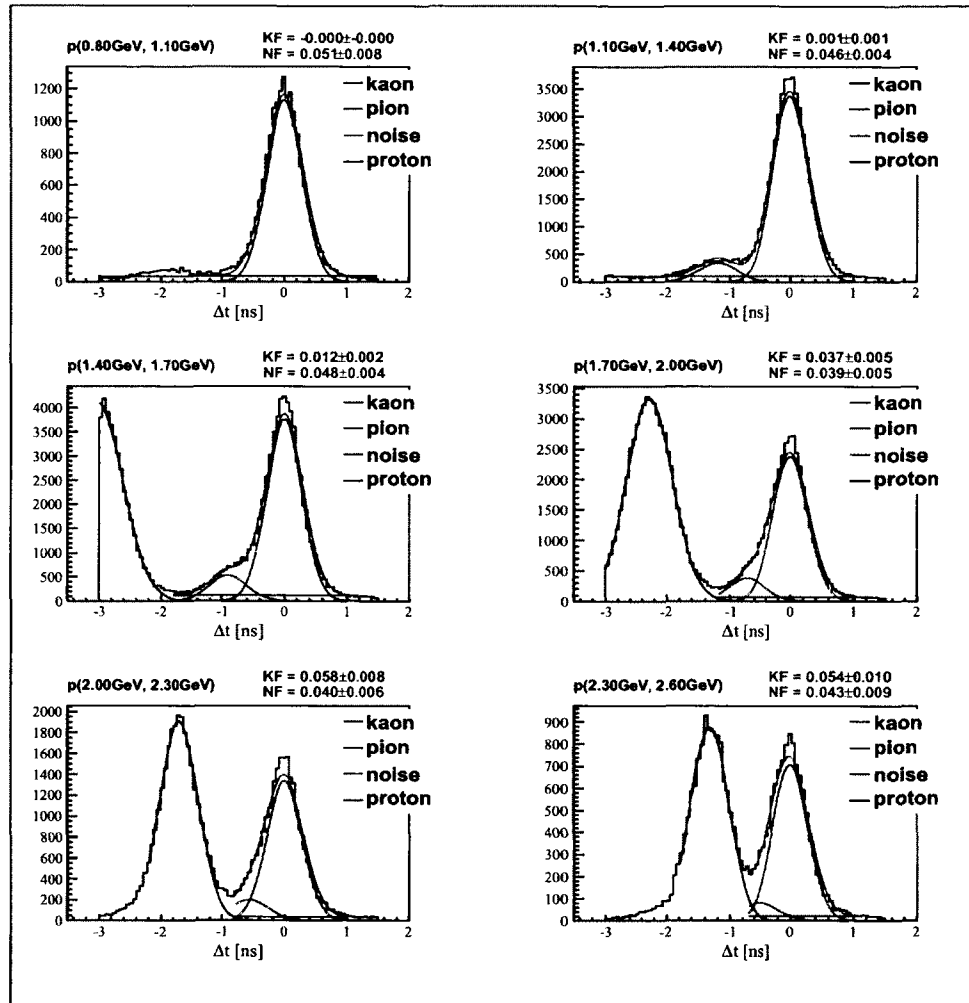 p(0.80GeV, 1.10GeV)
KF = -0.000±-0.000
NF = 0.051±0.008
kaon
pion
noise
proton
1200
1000
800
600
400
200
0
-3 -2 -1 0 1 2
Δt [ns]
p(1.10GeV, 1.40GeV)
KF = 0.001±0.001
NF = 0.046±0.004
kaon
pion
noise
proton
3500
3000
2500
2000
1500
1000
500
0
-3 -2 -1 0 1 2
Δt [ns]
p(1.40GeV, 1.70GeV)
KF = 0.012±0.002
NF = 0.048±0.004
kaon
pion
noise
proton
4000
3500
3000
2500
2000
1500
1000
500
0
-3 -2 -1 0 1 2
Δt [ns]
p(1.70GeV, 2.00GeV)
KF = 0.037±0.005
NF = 0.039±0.005
kaon
pion
noise
proton
3500
3000
2500
2000
1500
1000
500
0
-3 -2 -1 0 1 2
Δt [ns]
p(2.00GeV, 2.30GeV)
KF = 0.058±0.008
NF = 0.040±0.006
kaon
pion
noise
proton
2000
1800
1600
1400
1200
1000
800
600
400
200
0
-3 -2 -1 0 1 2
Δt [ns]
p(2.30GeV, 2.60GeV)
KF = 0.054±0.010
NF = 0.043±0.009
kaon
pion
noise
proton
900
800
700
600
500
400
300
200
100
0
-3 -2 -1 0 1 2
Δt [ns]